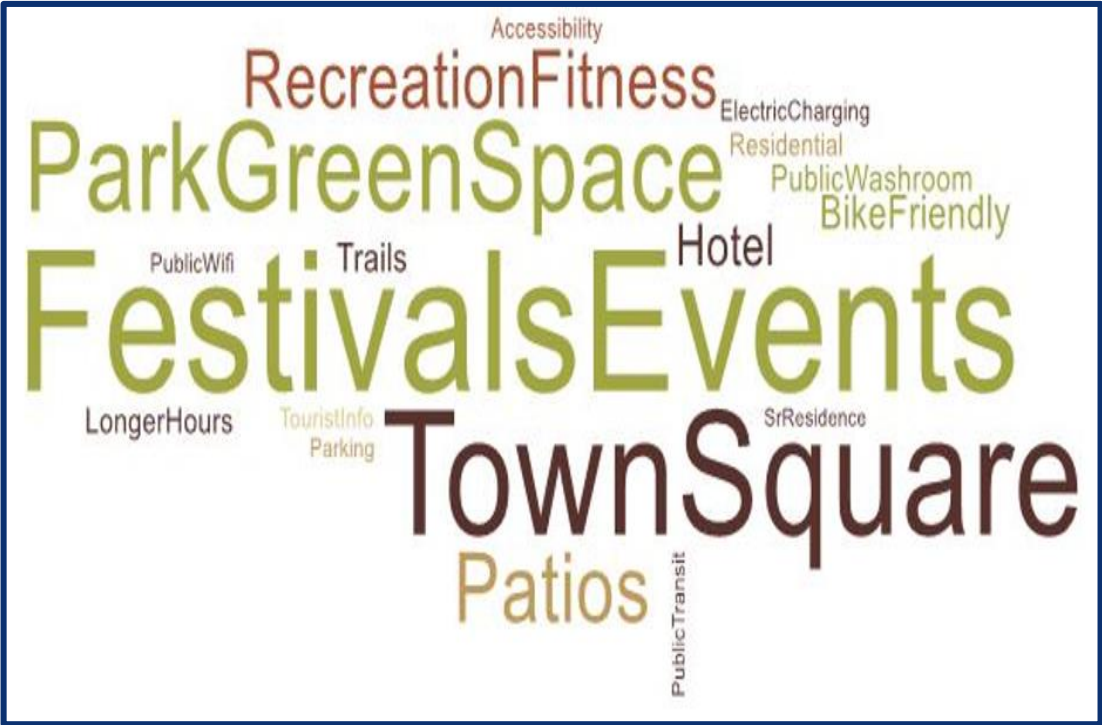 Accessibility
RecreationFitness
ElectricCharging
ParkGreenSpace
Residential
PublicWashroom
BikeFriendly
Hotel
PublicWifi
Trails
FestivalsEvents
LongerHours
TouristInfo
SrResidence
Parking
TownSquare
Patios
PublicTransit